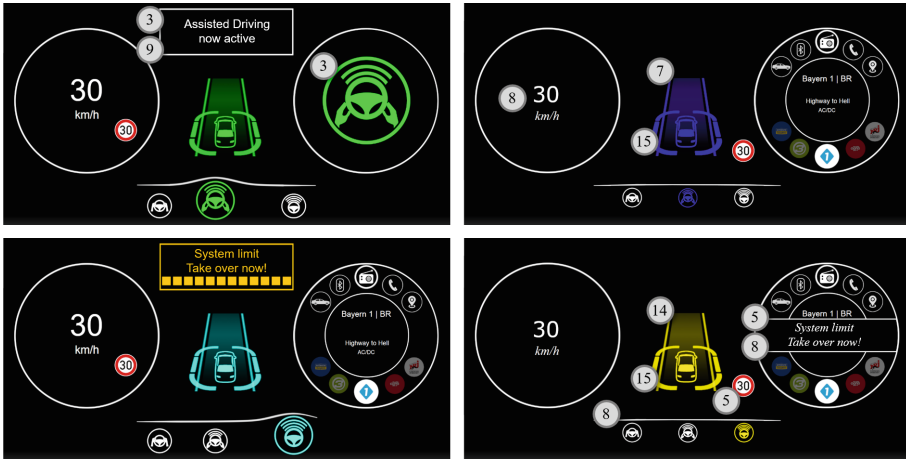 3
Assisted Driving
now active
9
3
30
km/h
30
7
8
30
km/h
15
30
Bayern 1 | BR
Highway to Hell
AC/DC
3
System limit
Take over now!
30
km/h
30
Bayern 1 | BR
Highway to Hell
AC/DC
3
14
30
km/h
15
5
30
8
Bayern 1 | BR
5
System limit
Take over now!
8
3